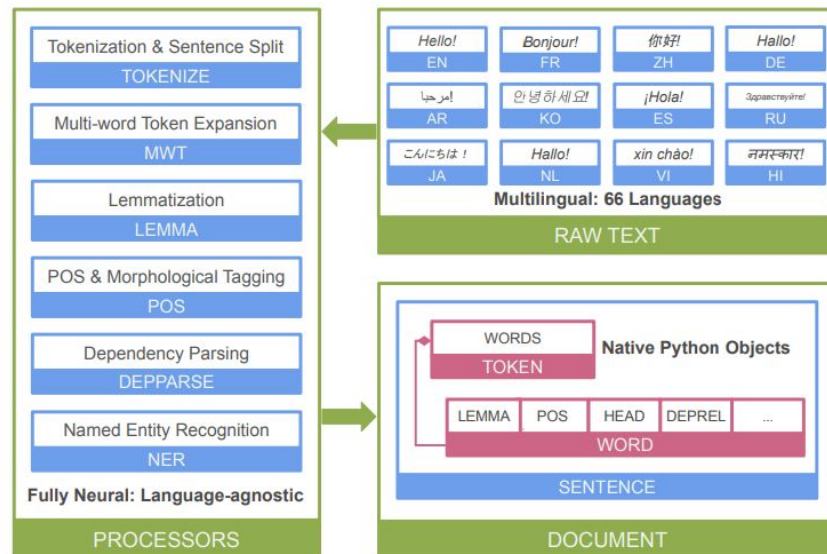 Tokenization & Sentence Split
TOKENIZE
Multi-word Token Expansion
MWT
Lemmatization
LEMMA
POS & Morphological Tagging
POS
Dependency Parsing
DEPPARSE
Named Entity Recognition
NER
Fully Neural: Language-agnostic
PROCESSORS
Hello! Bonjour! 你好! Hallo!
EN FR ZH DE
مرحبا! 안녕하세요! ¡Hola! Здравствуйте!
AR KO ES RU
こんにちは！ Hallo! xin chào! नमस्कार!
JA NL VI HI
Multilingual: 66 Languages
RAW TEXT
WORDS
TOKEN
Native Python Objects
LEMMA POS HEAD DEPREL ...
WORD
SENTENCE
DOCUMENT